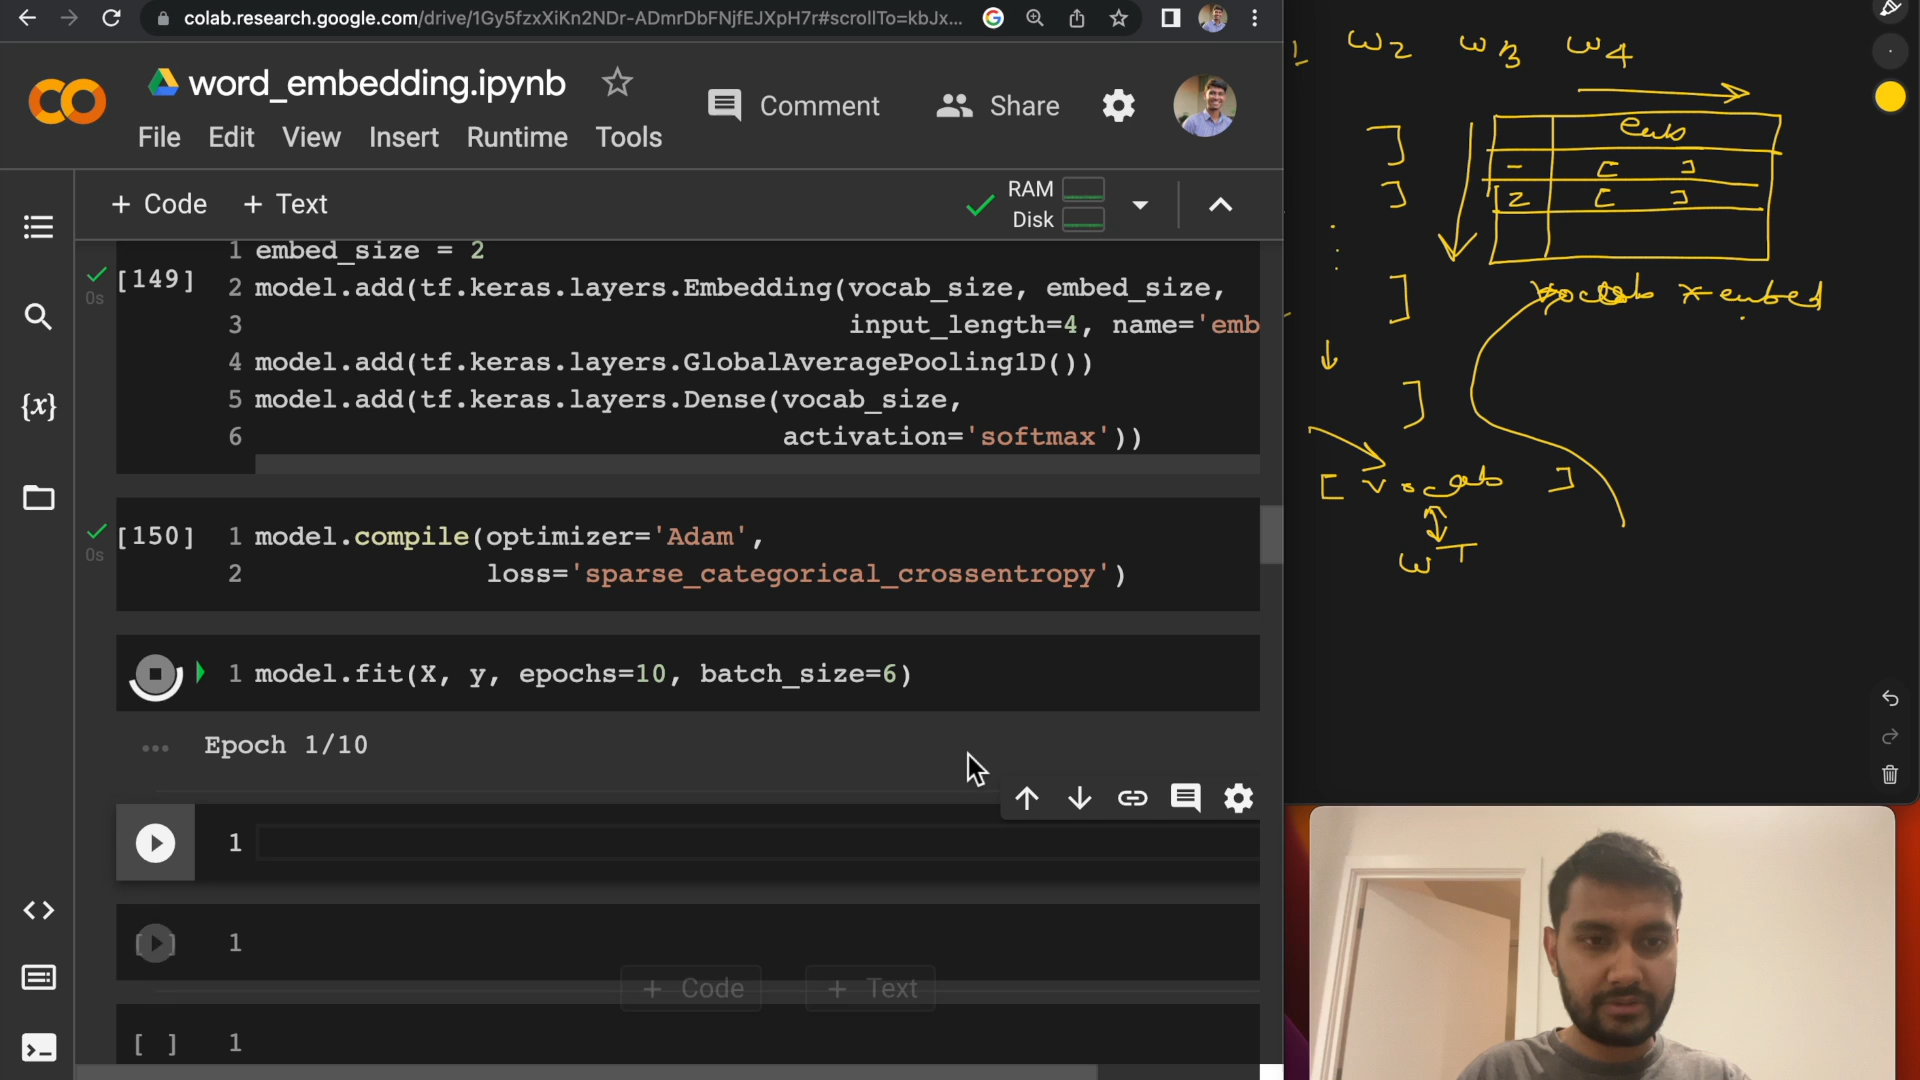 colab.research.google.com/drive/1Gy5fzxXiKn2NDr-ADmrDbFNjfEJXpH7r#scrollTo=kbJx...
word_embedding.ipynb
Comment
Share
File Edit View Insert Runtime Tools
+ Code + Text
RAM
Disk
[149]
0s
1 embed_size = 2
2 model.add(tf.keras.layers.Embedding(vocab_size, embed_size,
3 input_length=4, name='emb
4 model.add(tf.keras.layers.GlobalAveragePooling1D())
5 model.add(tf.keras.layers.Dense(vocab_size,
6 activation='softmax'))
[150]
0s
1 model.compile(optimizer='Adam',
2 loss='sparse_categorical_crossentropy')
1 model.fit(X, y, epochs=10, batch_size=6)
... Epoch 1/10
1
[ ] 1
+ Code + Text
[ ] 1
1 w2 w3 w4
]
]
]
]
emb
- [ ]
2 [ ]
vocab * embed
[ vocab ]
wT